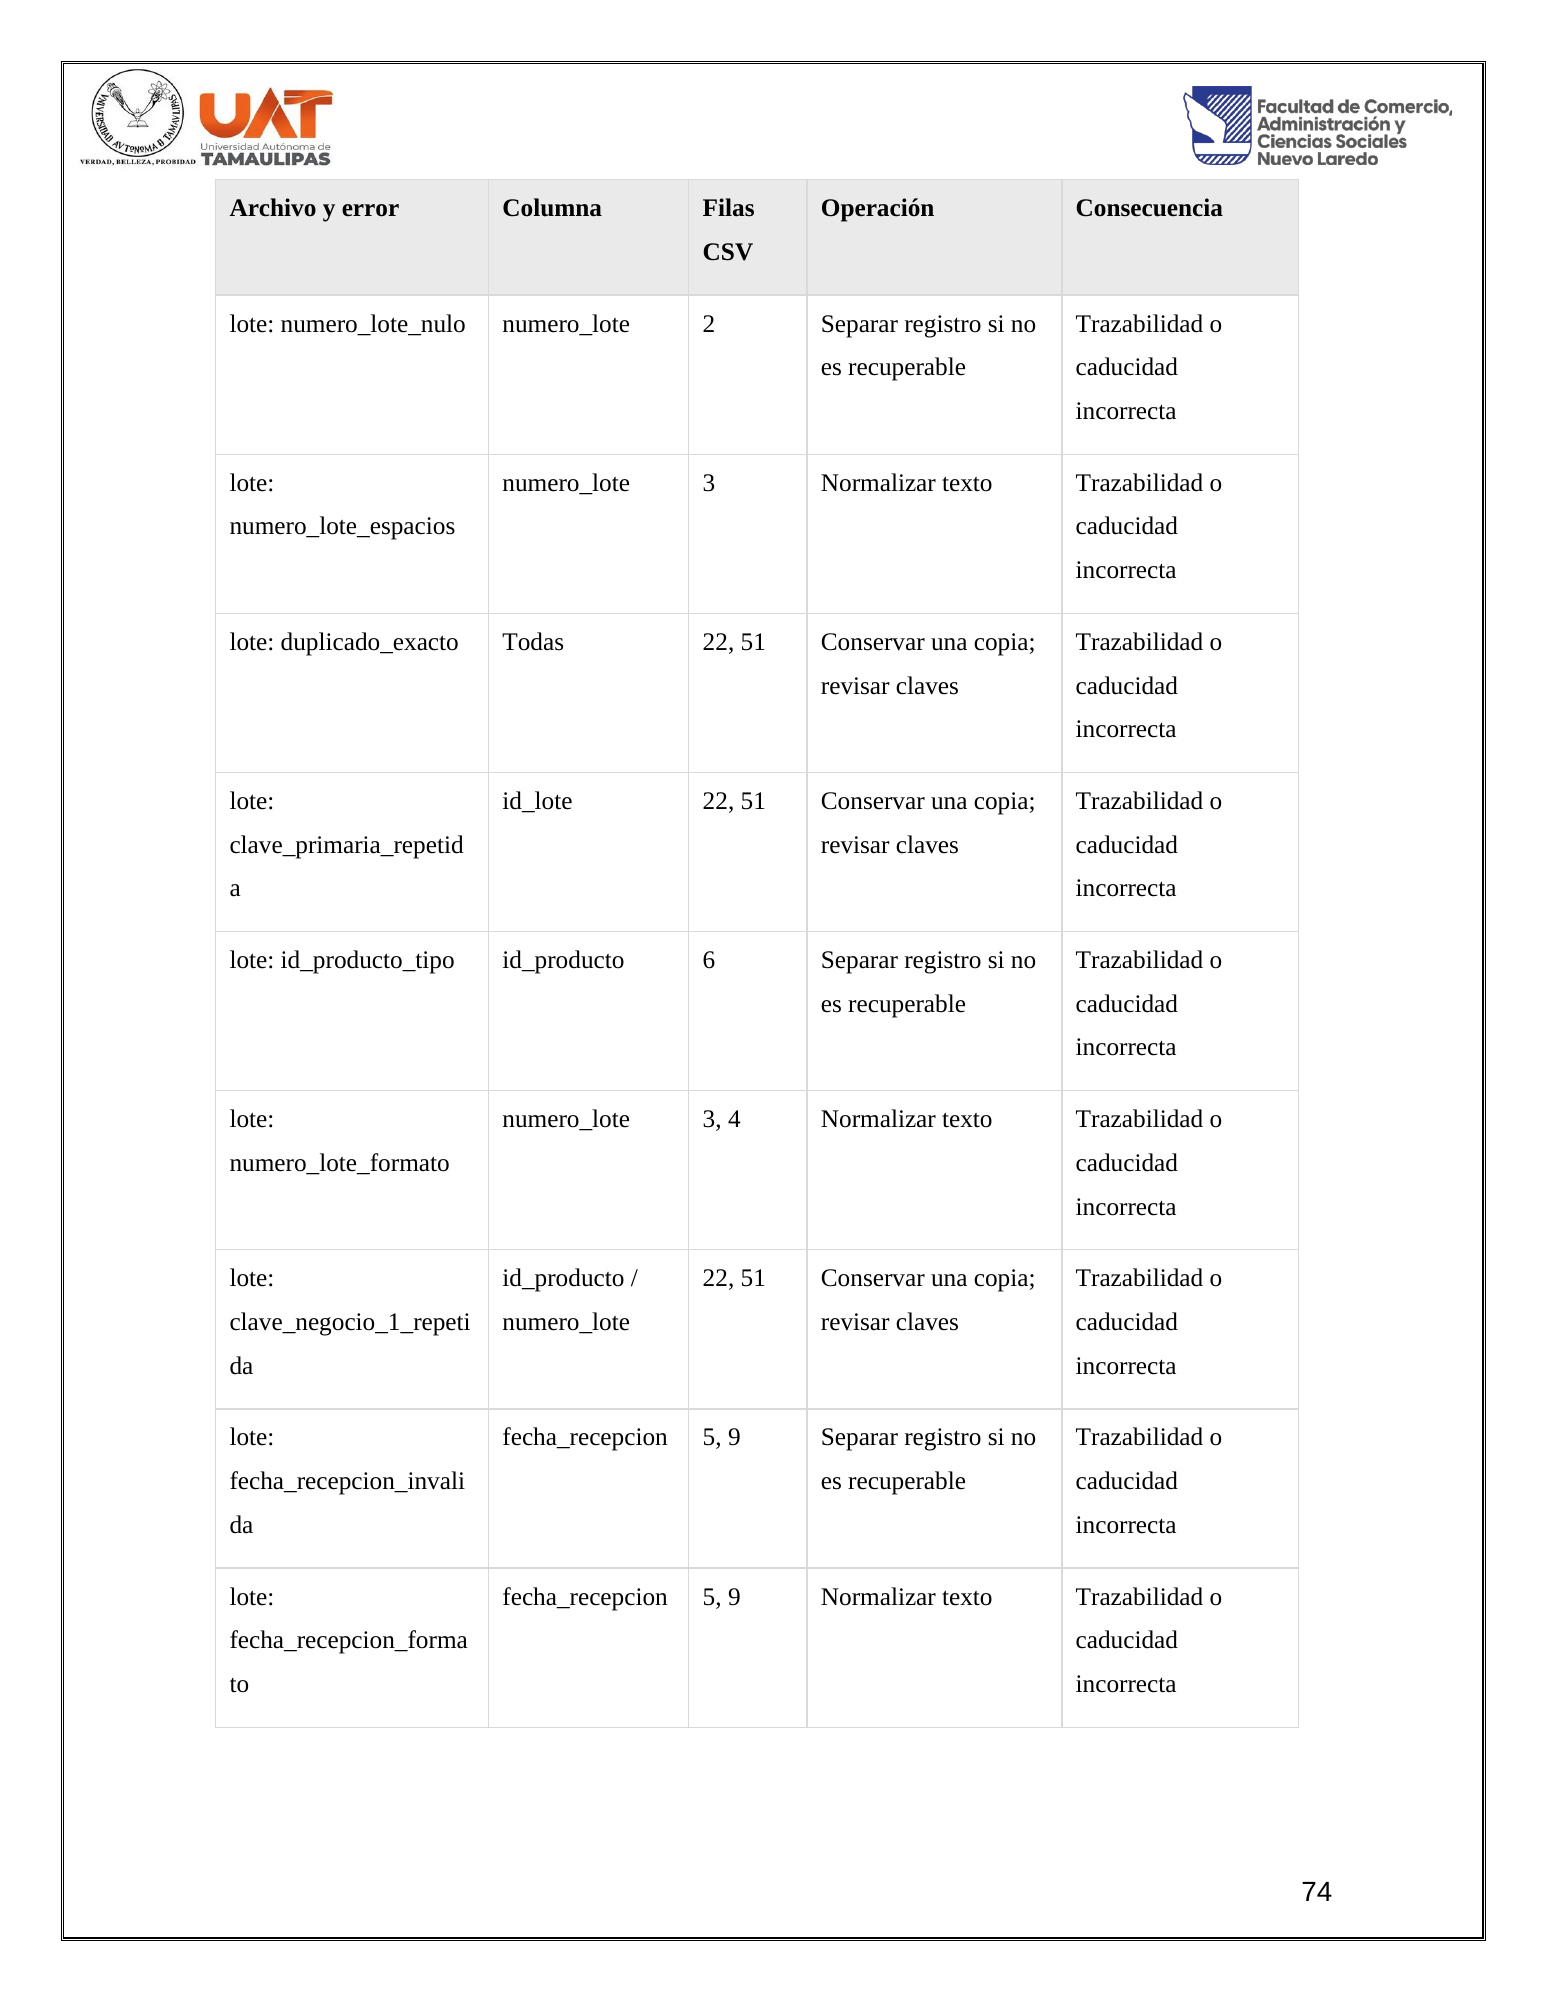 UNIVERSIDAD AVTONOMA D TAMAVLIPAS
VERDAD, BELLEZA, PROBIDAD
UAT
Universidad Autónoma de
TAMAULIPAS
Facultad de Comercio,
Administración y
Ciencias Sociales
Nuevo Laredo
Archivo y error Columna Filas Operación Consecuencia
CSV
lote: numero_lote_nulo numero_lote 2 Separar registro si no Trazabilidad o
es recuperable caducidad
incorrecta
lote: numero_lote 3 Normalizar texto Trazabilidad o
numero_lote_espacios caducidad
incorrecta
lote: duplicado_exacto Todas 22, 51 Conservar una copia; Trazabilidad o
revisar claves caducidad
incorrecta
lote: id_lote 22, 51 Conservar una copia; Trazabilidad o
clave_primaria_repetid revisar claves caducidad
a incorrecta
lote: id_producto_tipo id_producto 6 Separar registro si no Trazabilidad o
es recuperable caducidad
incorrecta
lote: numero_lote 3, 4 Normalizar texto Trazabilidad o
numero_lote_formato caducidad
incorrecta
lote: id_producto / 22, 51 Conservar una copia; Trazabilidad o
clave_negocio_1_repeti numero_lote revisar claves caducidad
da incorrecta
lote: fecha_recepcion 5, 9 Separar registro si no Trazabilidad o
fecha_recepcion_invali es recuperable caducidad
da incorrecta
lote: fecha_recepcion 5, 9 Normalizar texto Trazabilidad o
fecha_recepcion_forma caducidad
to incorrecta
74